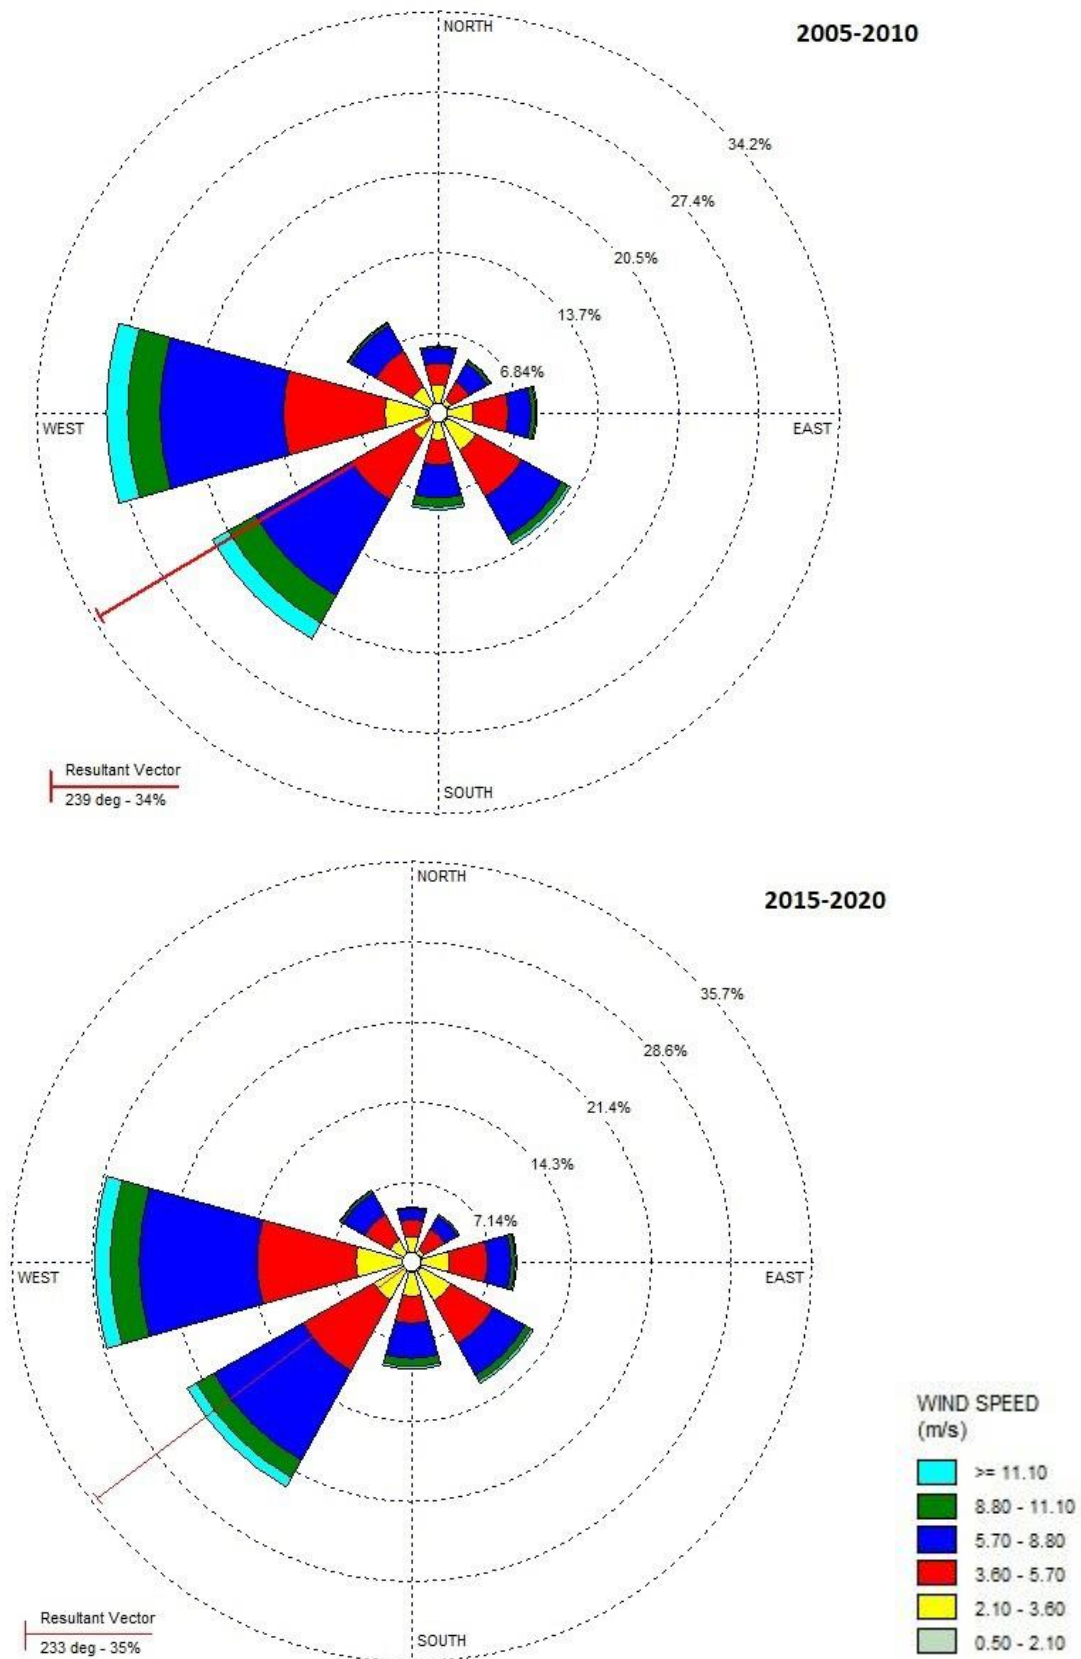 NORTH
2005-2010
34.2%
27.4%
20.5%
13.7%
6.84%
WEST
EAST
Resultant Vector
239 deg - 34%
SOUTH
NORTH
2015-2020
35.7%
28.6%
21.4%
14.3%
7.14%
WEST
EAST
WIND SPEED
(m/s)
>= 11.10
8.80 - 11.10
5.70 - 8.80
3.60 - 5.70
2.10 - 3.60
0.50 - 2.10
Resultant Vector
233 deg - 35%
SOUTH